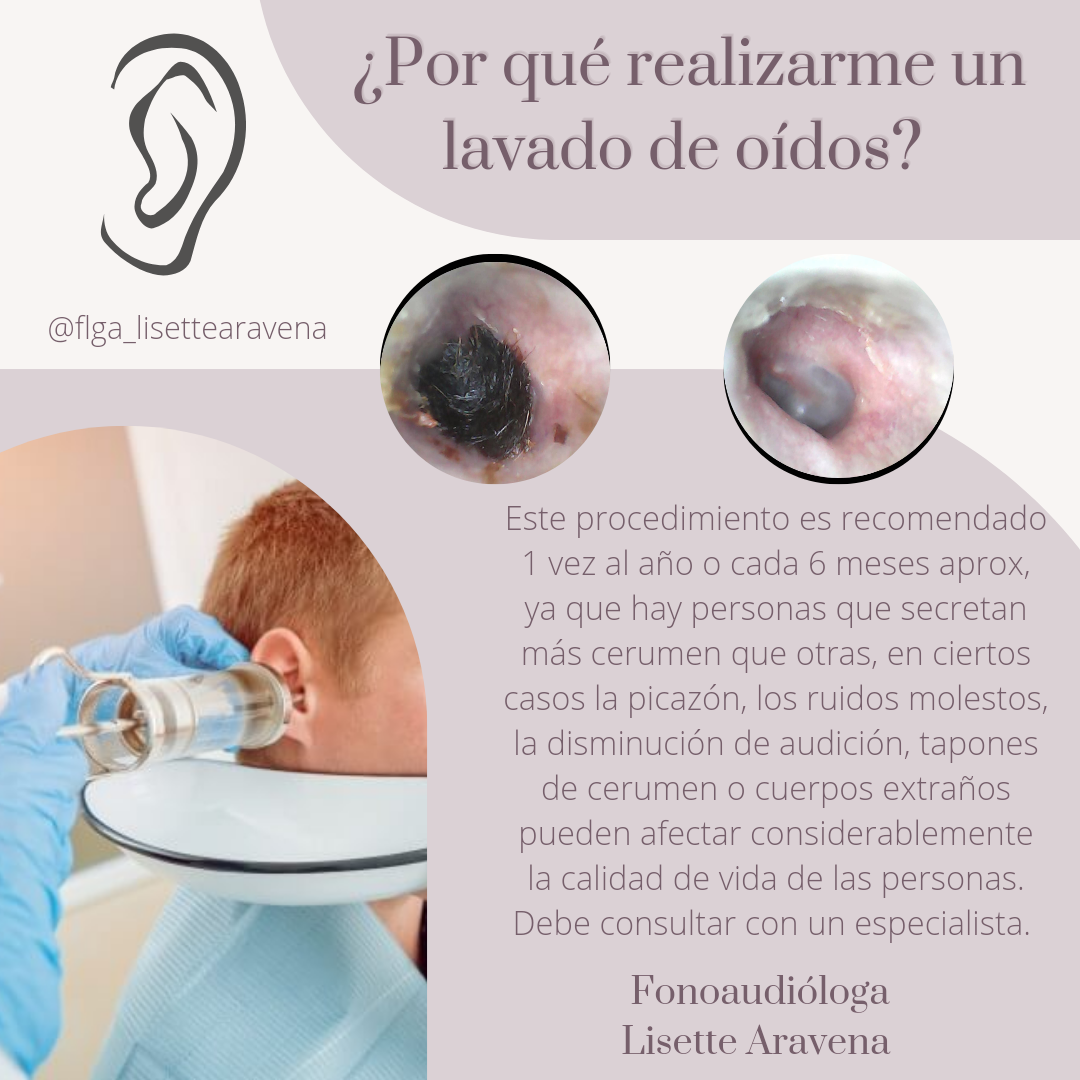 ¿Por qué realizarme un
lavado de oídos?
@flga_lisettearavena
Este procedimiento es recomendado
1 vez al año o cada 6 meses aprox,
ya que hay personas que secretan
más cerumen que otras, en ciertos
casos la picazón, los ruidos molestos,
la disminución de audición, tapones
de cerumen o cuerpos extraños
pueden afectar considerablemente
la calidad de vida de las personas.
Debe consultar con un especialista.
Fonoaudióloga
Lisette Aravena